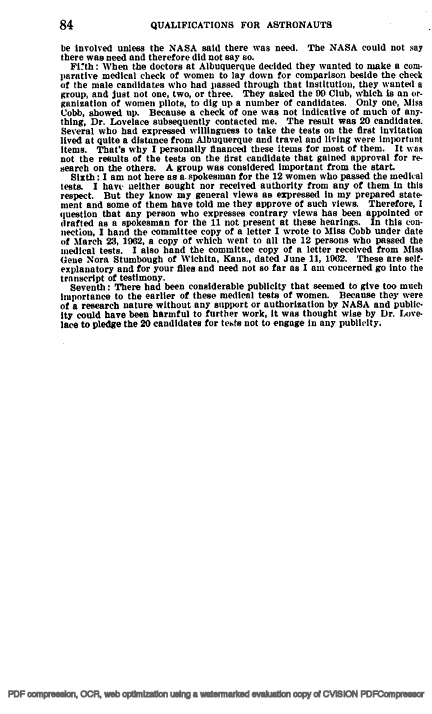 84 QUALIFICATIONS FOR ASTRONAUTS
be involved unless the NASA said there was need. The NASA could not say
there was need and therefore did not say so.
Fifth: When the doctors at Albuquerque decided they wanted to make a com-
parative medical check of women to lay down for comparison beside the check
of the male candidates who had passed through that institution, they wanted a
group, and just not one, two, or three. They asked the 99 Club, which is an or-
ganization of women pilots, to dig up a number of candidates. Only one, Miss
Cobb, showed up. Because a check of one was not indicative of much of any-
thing, Dr. Lovelace subsequently contacted me. The result was 20 candidates.
Several who had expressed willingness to take the tests on the first invitation
lived at quite a distance from Albuquerque and travel and living were important
items. That's why I personally financed these items for most of them. It was
not the results of the tests on the first candidate that gained approval for re-
search on the others. A group was considered important from the start.
Sixth: I am not here as a spokesman for the 12 women who passed the medical
tests. I have neither sought nor received authority from any of them in this
respect. But they know my general views as expressed in my prepared state-
ment and some of them have told me they approve of such views. Therefore, I
question that any person who expresses contrary views has been appointed or
drafted as a spokesman for the 11 not present at these hearings. In this con-
nection, I hand the committee copy of a letter I wrote to Miss Cobb under date
of March 23, 1962, a copy of which went to all the 12 persons who passed the
medical tests. I also hand the committee a copy of a letter received from Miss
Gene Nora Stumbough of Wichita, Kans., dated June 11, 1962. These are self-
explanatory and for your files and need not so far as I am concerned go into the
transcript of testimony.
Seventh: There had been considerable publicity that seemed to give too much
importance to the earlier of these medical tests of women. Because they were
of a research nature without any support or authorization by NASA and public-
ity could have been harmful to further work, it was thought wise by Dr. Love-
lace to pledge the 20 candidates for tests not to engage in any publicity.
PDF compression, OCR, web optimization using a watermarked evaluation copy of CVISION PDFCompressor